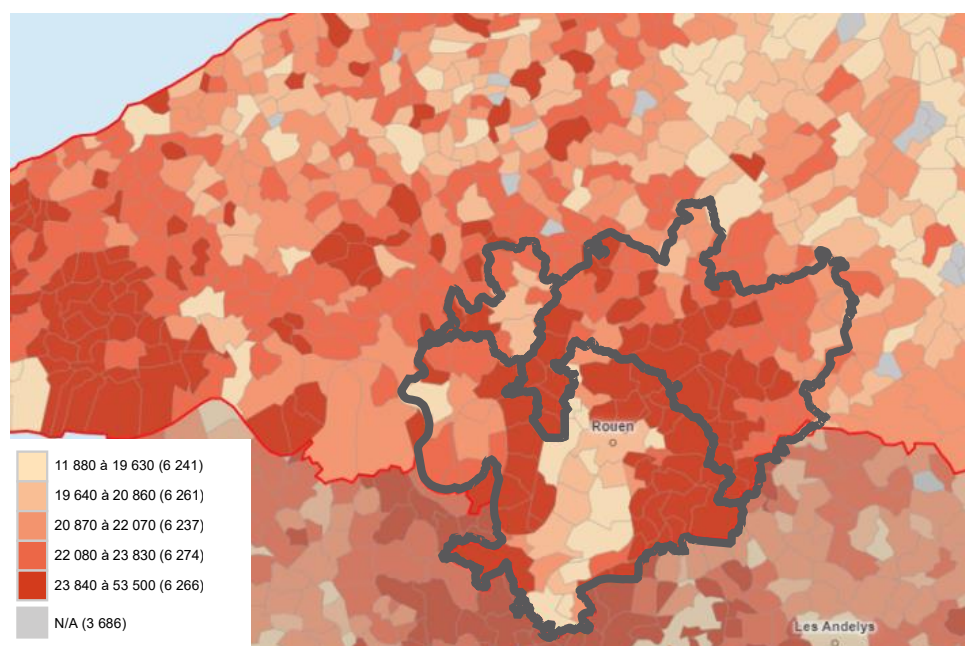 Rouen
11 880 à 19 630 (6 241)
19 640 à 20 860 (6 261)
20 870 à 22 070 (6 237)
22 080 à 23 830 (6 274)
23 840 à 53 500 (6 266)
N/A (3 686)
Les Andelys